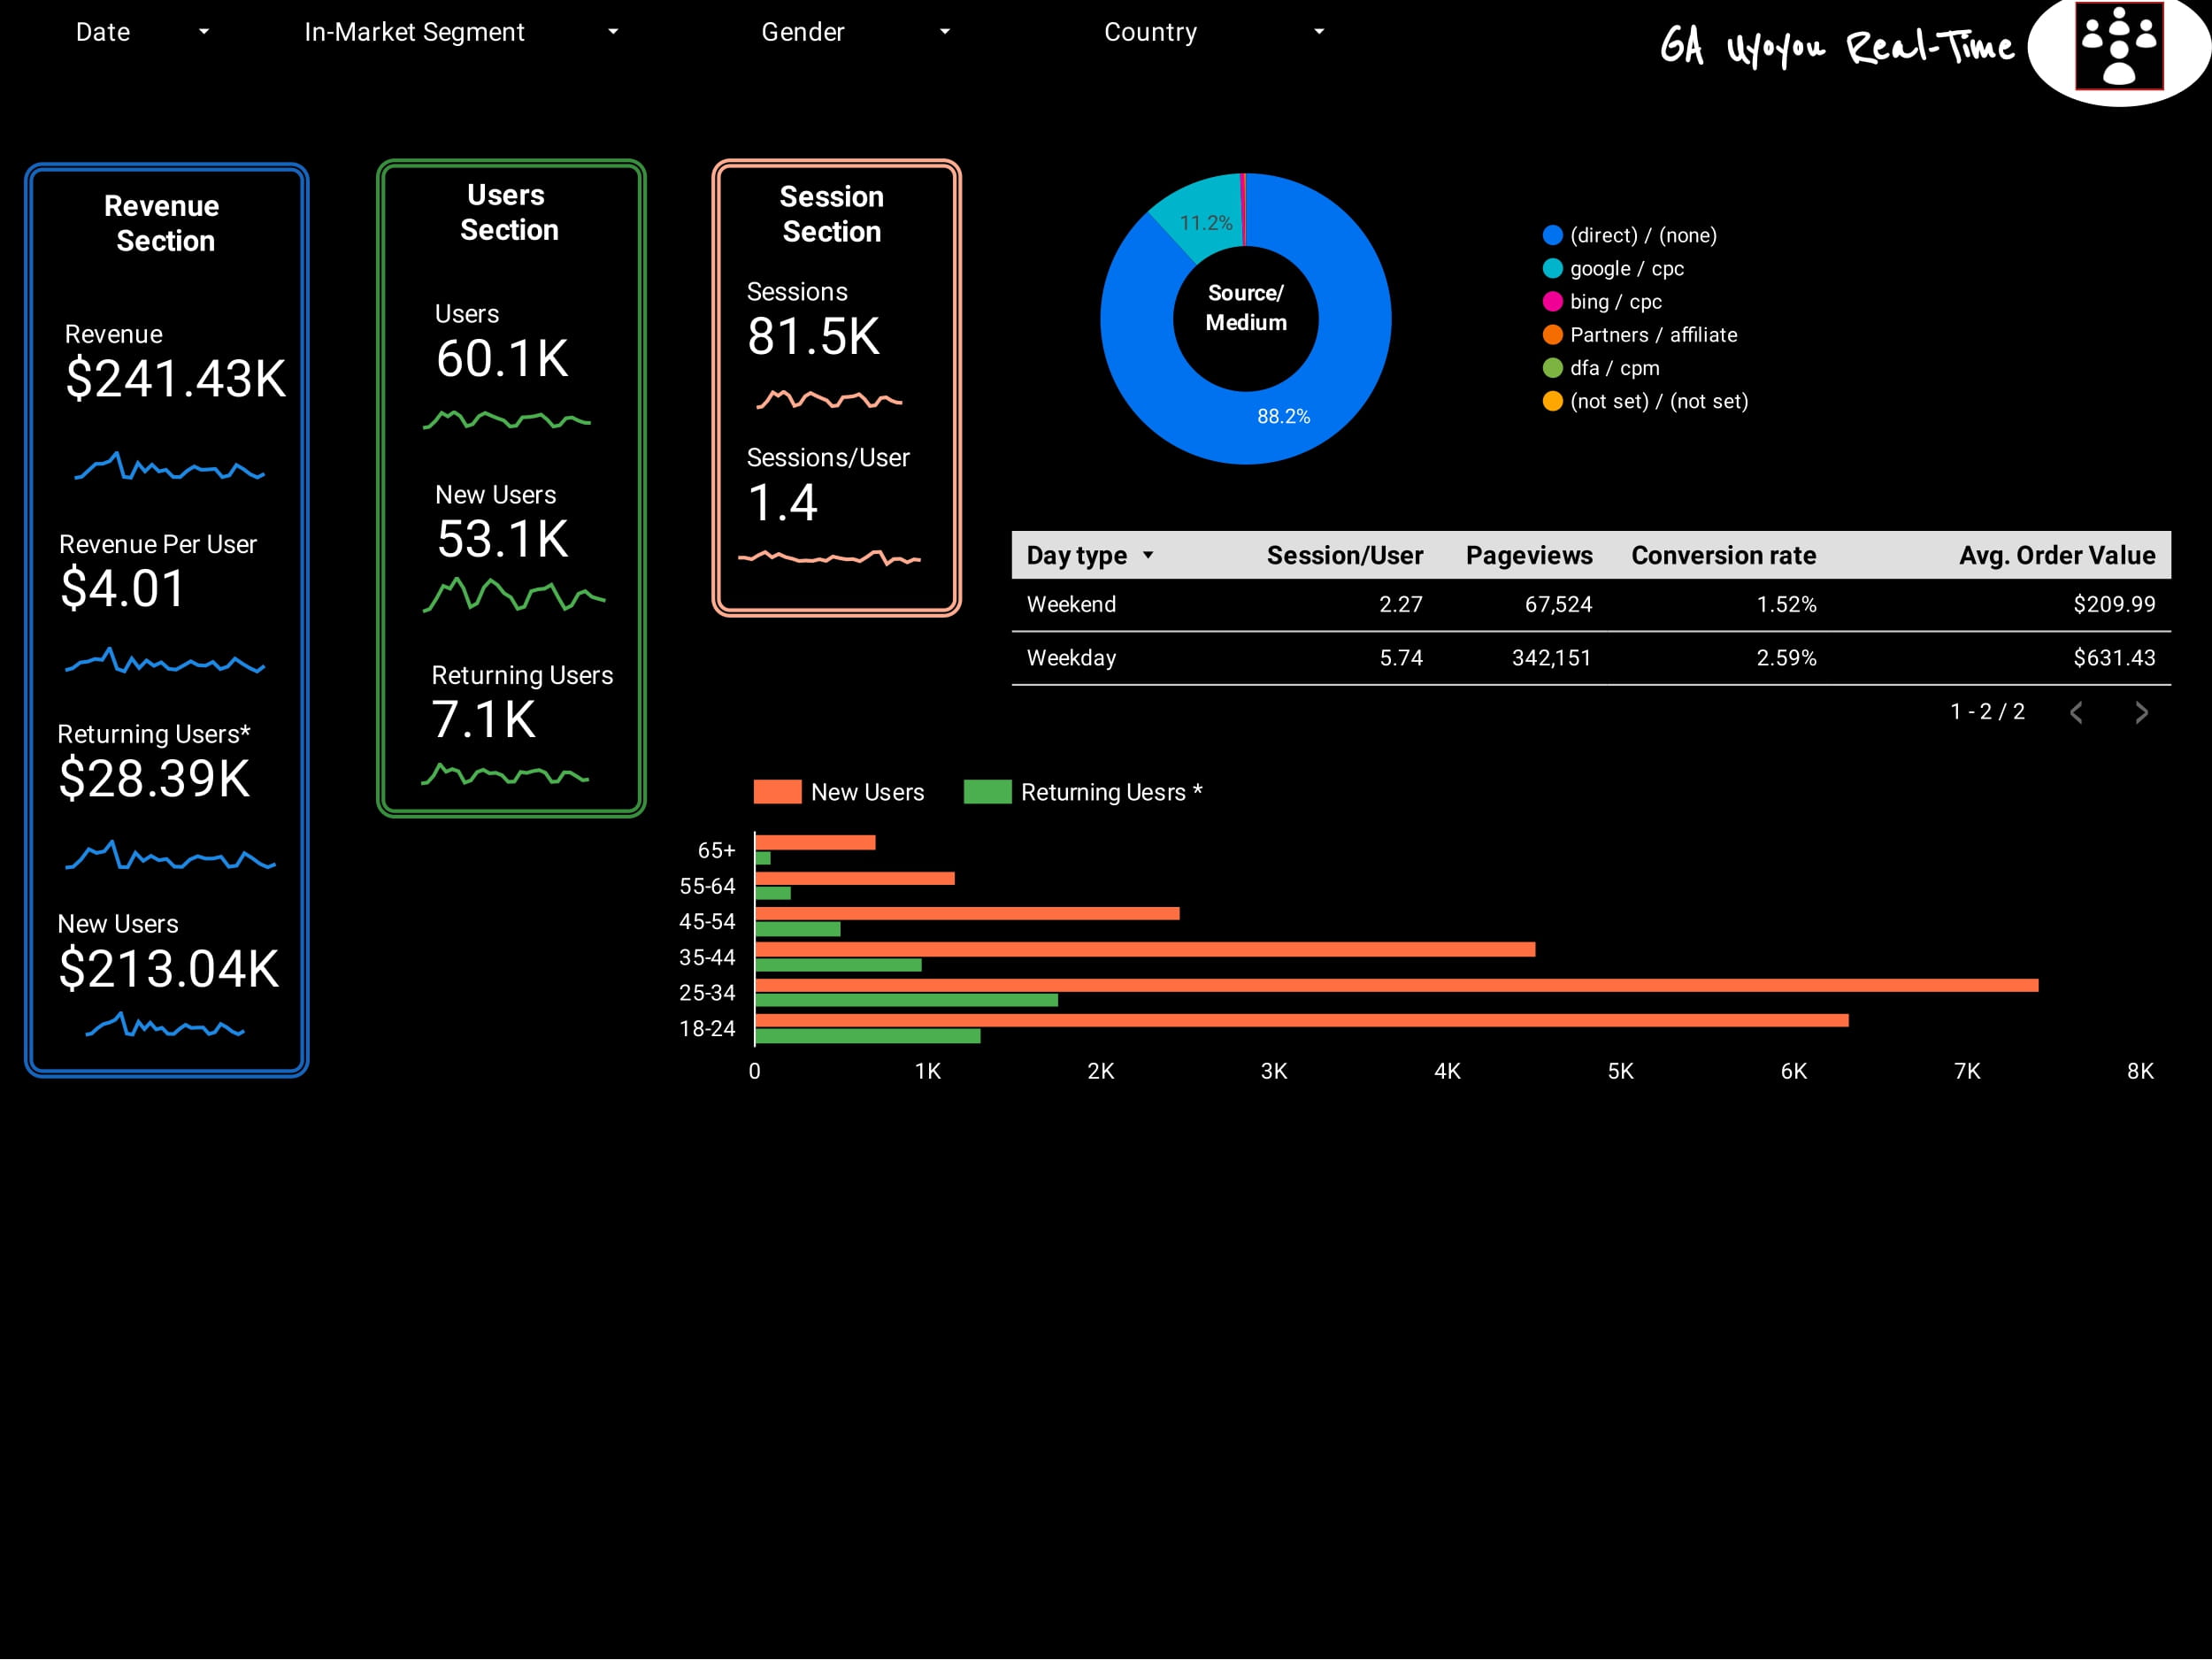 Date
In-Market Segment
Gender
Country
GA Uyoyou Real-Time
Revenue
Section
Revenue
$241.43K
Revenue Per User
$4.01
Returning Users*
$28.39K
New Users
$213.04K
Users
Section
Users
60.1K
New Users
53.1K
Returning Users
7.1K
Session
Section
Sessions
81.5K
Sessions/User
1.4
11.2%
Source/
Medium
88.2%
(direct) / (none)
google / cpc
bing / cpc
Partners / affiliate
dfa / cpm
(not set) / (not set)
Day type Session/User Pageviews Conversion rate Avg. Order Value
Weekend 2.27 67,524 1.52% $209.99
Weekday 5.74 342,151 2.59% $631.43
1 - 2 / 2
New Users Returning Uesrs *
65+
55-64
45-54
35-44
25-34
18-24
0 1K 2K 3K 4K 5K 6K 7K 8K